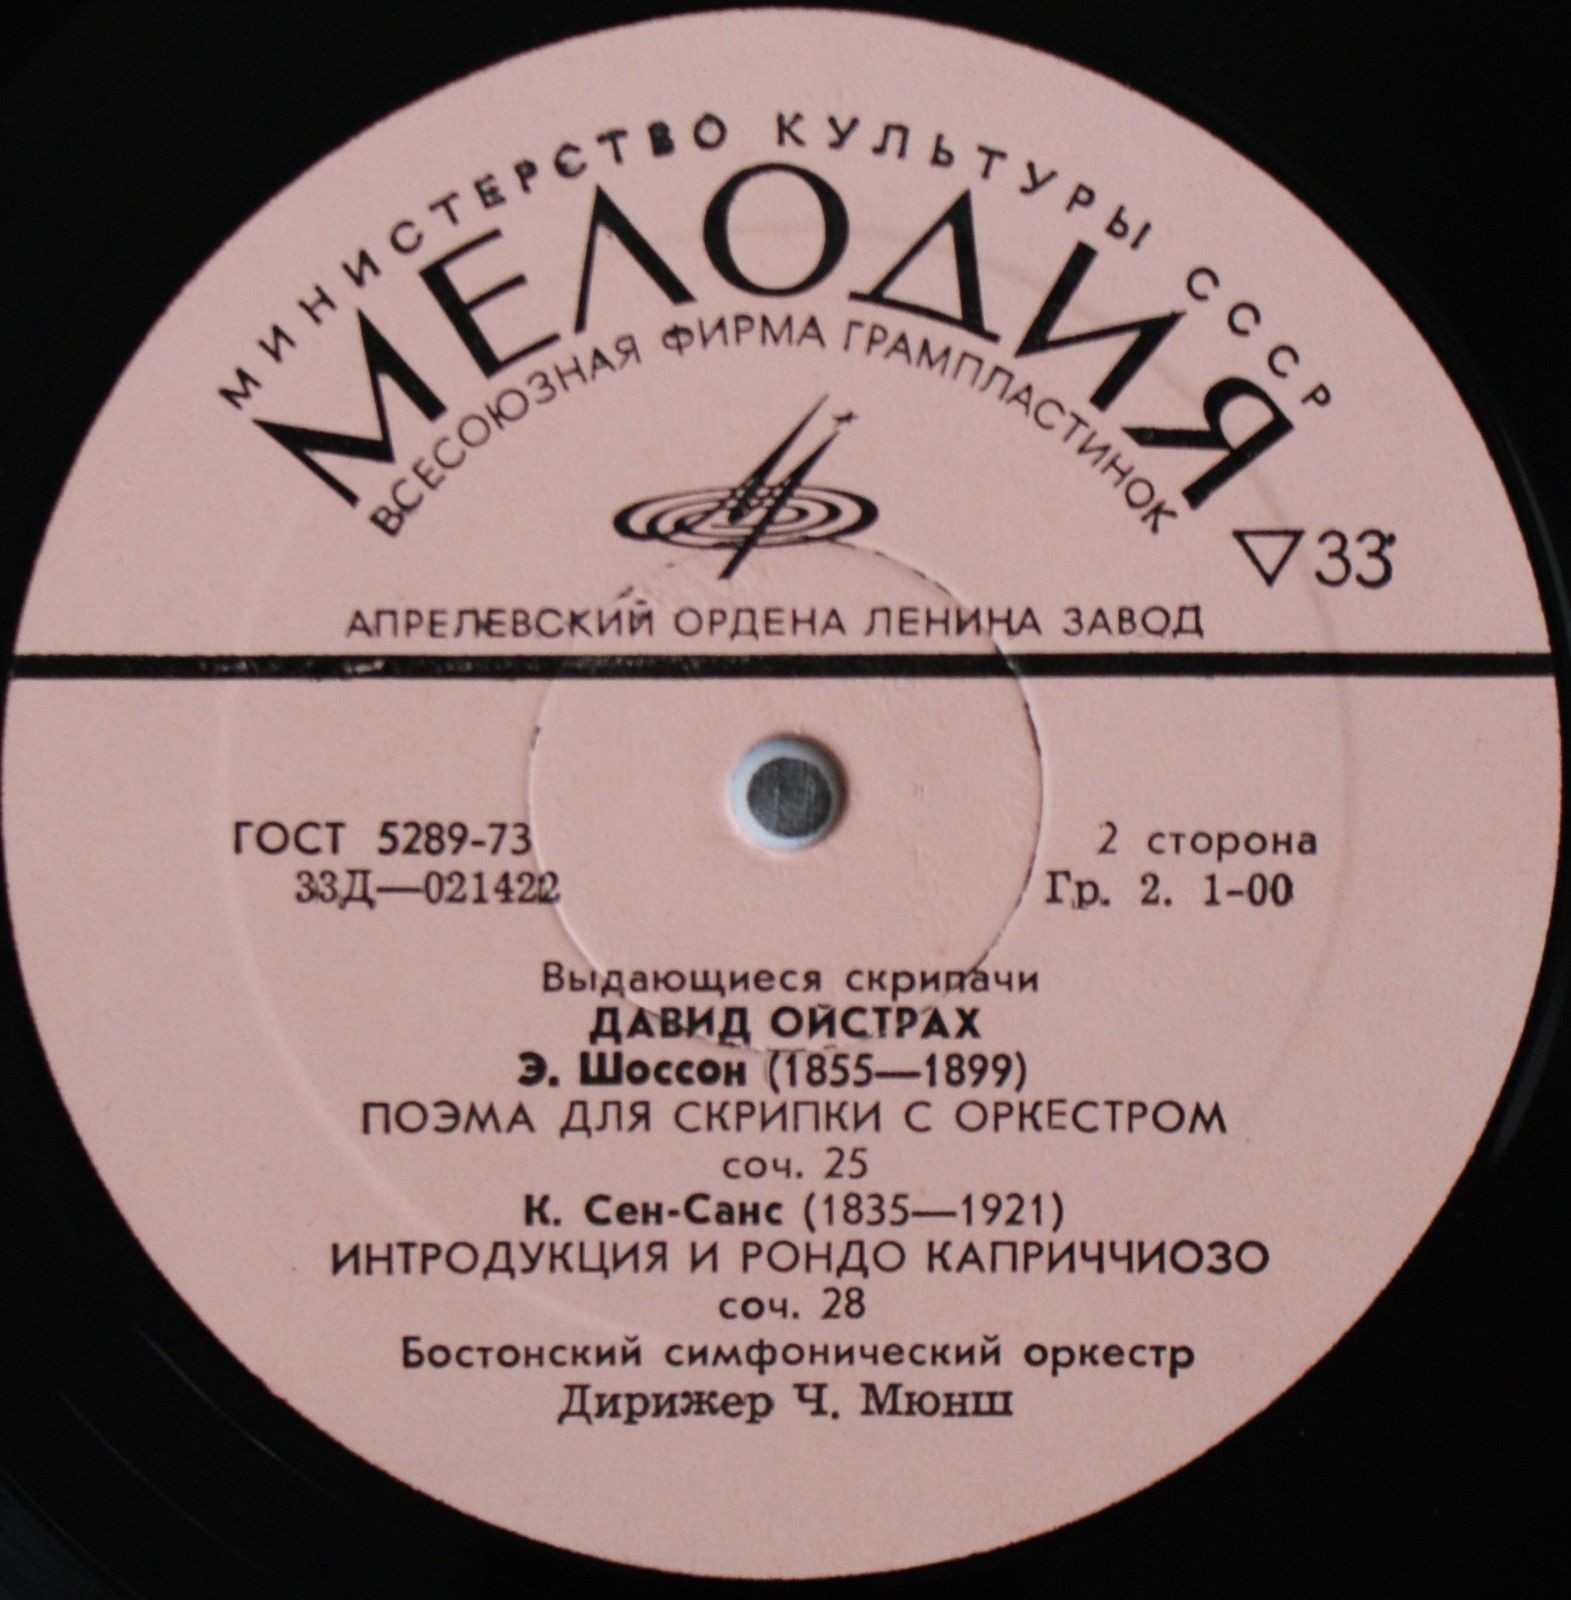 МИНИСТЕРСТВО КУЛЬТУРЫ СССР
МЕЛОДИЯ
ВСЕСОЮЗНАЯ ФИРМА ГРАМПЛАСТИНОК
▽33
АПРЕЛЕВСКИЙ ОРДЕНА ЛЕНИНА ЗАВОД
ГОСТ 5289-73
2 сторона
33Д—021422
Гр. 2. 1-00
Выдающиеся скрипачи
ДАВИД ОЙСТРАХ
Э. Шоссон (1855—1899)
ПОЭМА ДЛЯ СКРИПКИ С ОРКЕСТРОМ
соч. 25
К. Сен-Санс (1835—1921)
ИНТРОДУКЦИЯ И РОНДО КАПРИЧЧИОЗО
соч. 28
Бостонский симфонический оркестр
Дирижер Ч. Мюнш